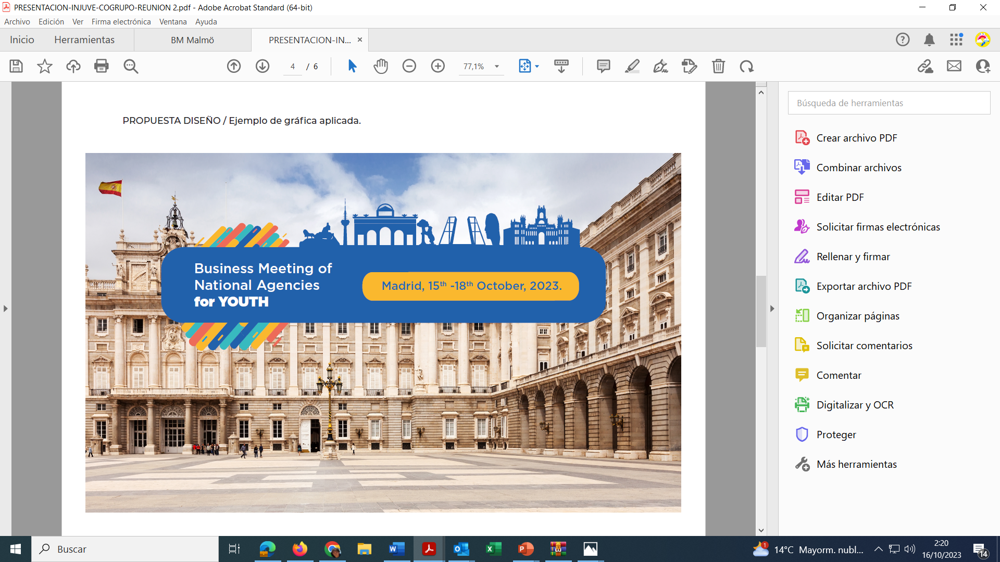 PRESENTACION-INJUVE-COGRUPO-REUNION 2.pdf - Adobe Acrobat Standard (64-bit)
Archivo Edición Ver Firma electrónica Ventana Ayuda
Inicio Herramientas BM Malmö PRESENTACION-IN... ×
4 / 6 77,1%
Búsqueda de herramientas
PROPUESTA DISEÑO / Ejemplo de gráfica aplicada.
Business Meeting of
National Agencies
for YOUTH
Madrid, 15th -18th October, 2023.
Crear archivo PDF
Combinar archivos
Editar PDF
Solicitar firmas electrónicas
Rellenar y firmar
Exportar archivo PDF
Organizar páginas
Solicitar comentarios
Comentar
Digitalizar y OCR
Proteger
Más herramientas
Buscar
1 14°C Mayorm. nubl...
2:20
16/10/2023
14